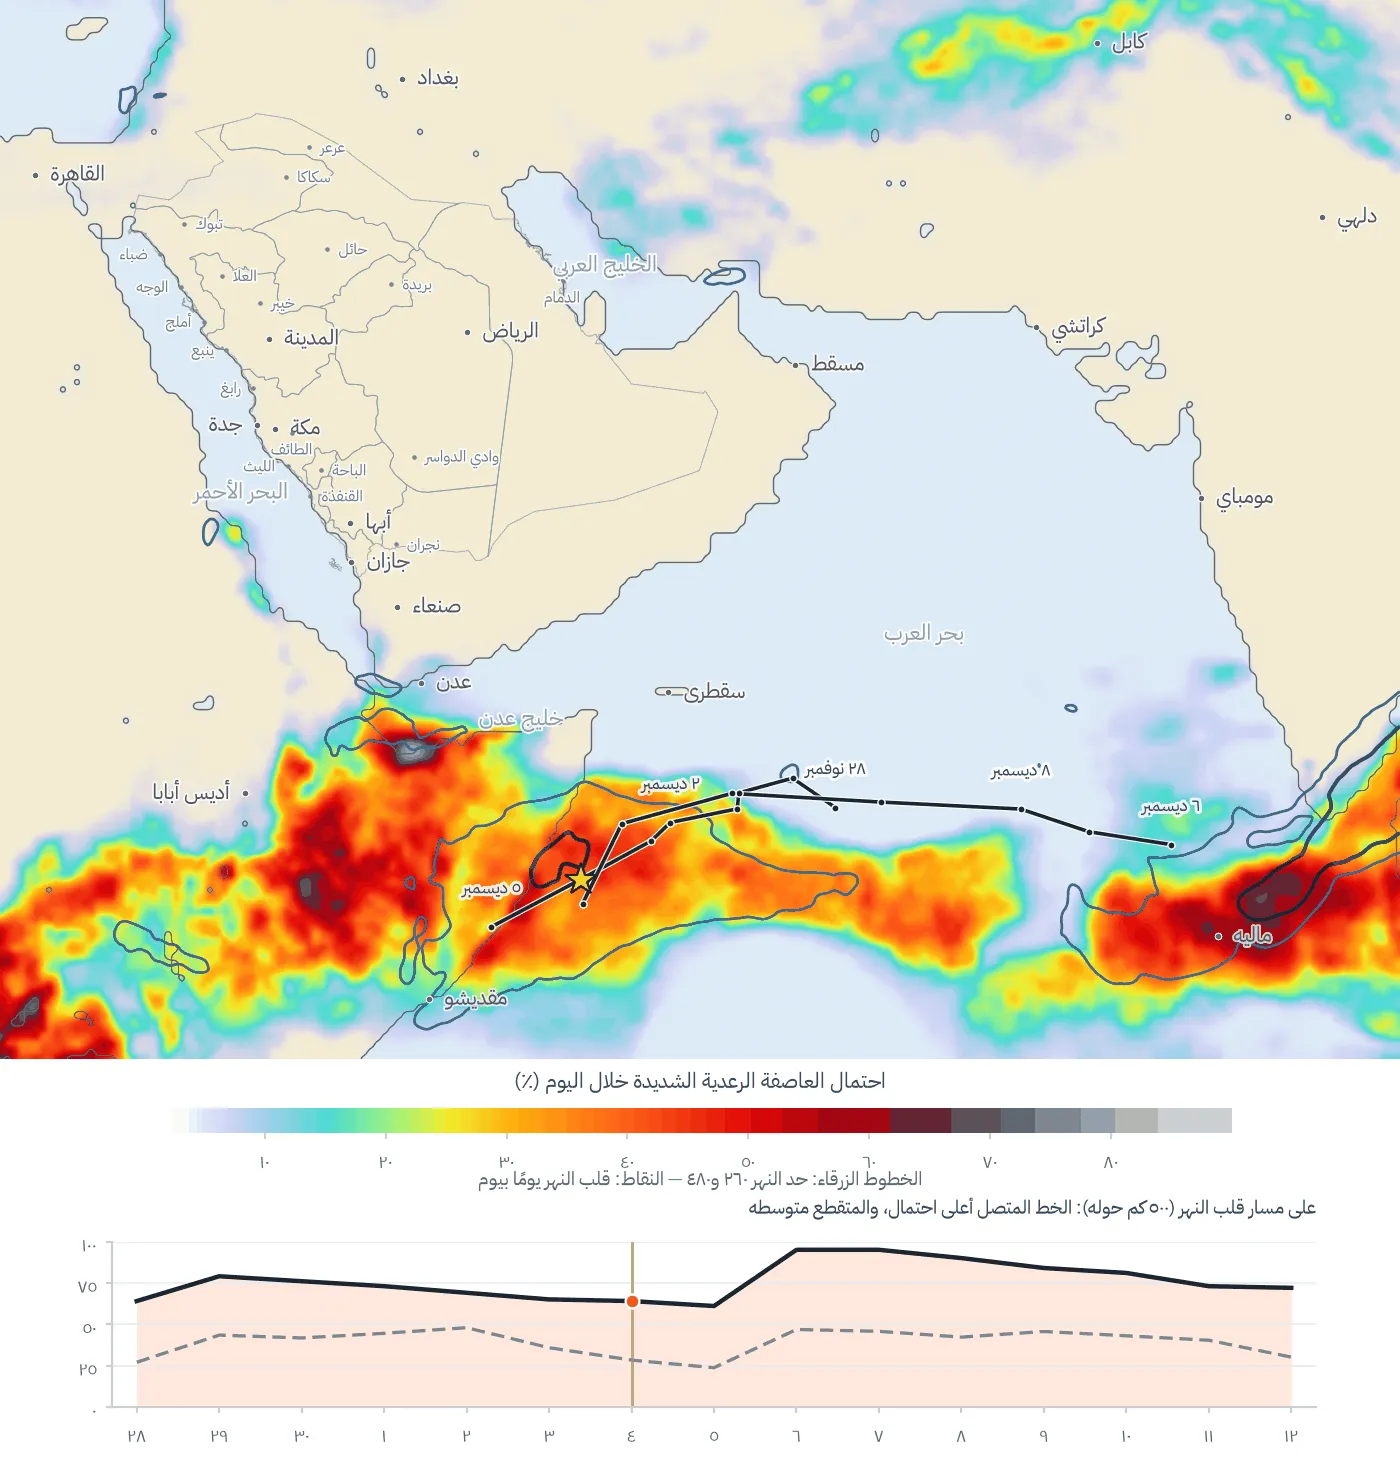 كابل
بغداد
عرعر
القاهرة
سكاكا
دلهي
تبوك
ضباء
حائل
الخليج العربي
العلا
الوجه
بريدة
الدمام
خيبر
أملج
كراتشي
الرياض
المدينة
ينبع
مسقط
رابغ
جدة
مكة
الطائف
وادي الدواسر
الليث
الباحة
البحر الأحمر
القنفذة
مومباي
أبها
نجران
جازان
صنعاء
بحر العرب
عدن
سقطرى
خليج عدن
٢٨ نوفمبر
٨ ديسمبر
٢ ديسمبر
أديس أبابا
٦ ديسمبر
٥ ديسمبر
ماليه
مقديشو
احتمال العاصفة الرعدية الشديدة خلال اليوم (٪)
١٠ ٢٠ ٣٠ ٤٠ ٥٠ ٦٠ ٧٠ ٨٠
الخطوط الزرقاء: حد النهر ٢٦٠ و٤٨٠ — النقاط: قلب النهر يومًا بيوم
على مسار قلب النهر (٥٠٠ كم حوله): الخط المتصل أعلى احتمال، والمتقطع متوسطه
١٠٠
٧٥
٥٠
٢٥
٠
٢٨ ٢٩ ٣٠ ١ ٢ ٣ ٤ ٥ ٦ ٧ ٨ ٩ ١٠ ١١ ١٢